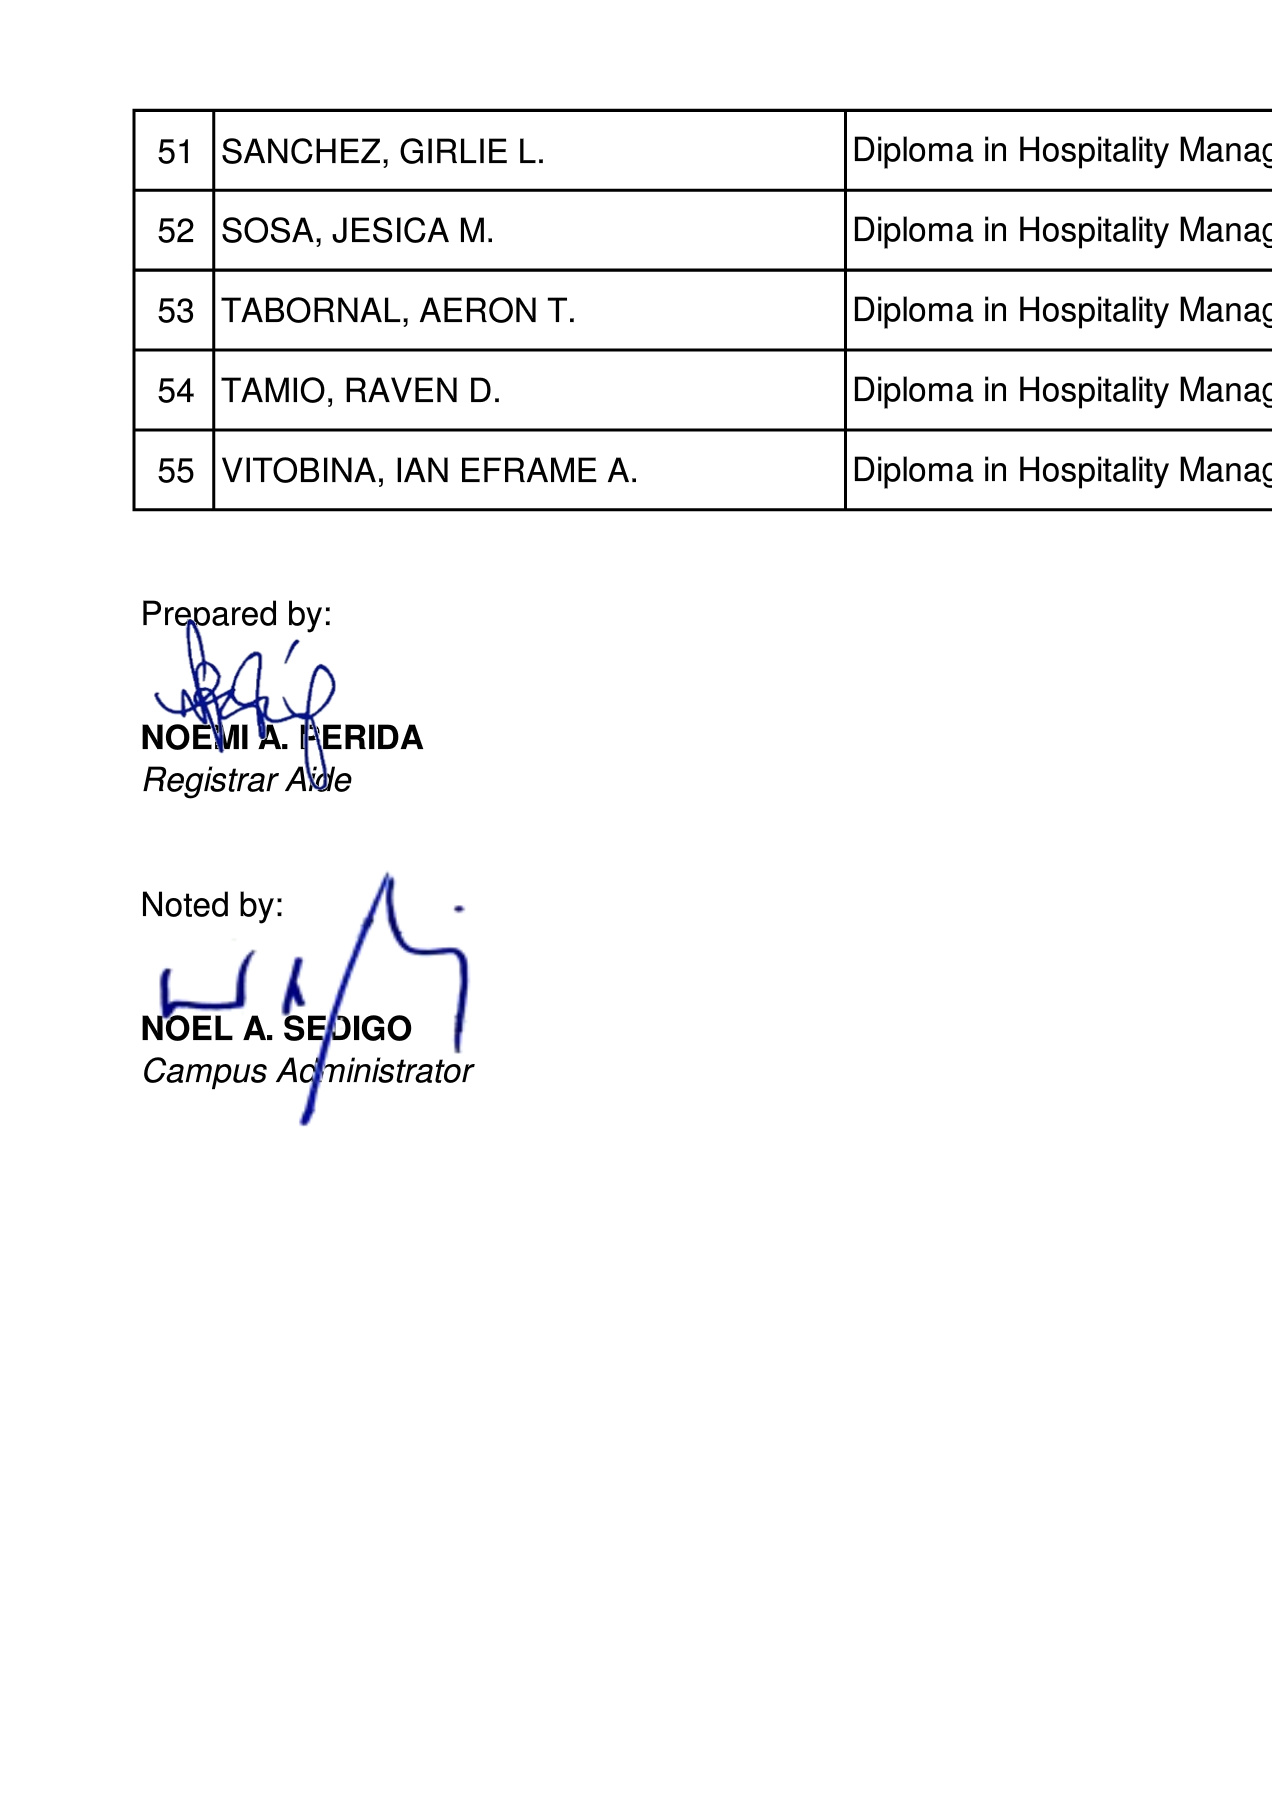 51 SANCHEZ, GIRLIE L. Diploma in Hospitality Manag
52 SOSA, JESICA M. Diploma in Hospitality Manag
53 TABORNAL, AERON T. Diploma in Hospitality Manag
54 TAMIO, RAVEN D. Diploma in Hospitality Manag
55 VITOBINA, IAN EFRAME A. Diploma in Hospitality Manag
Prepared by:
NOEMI A. PERIDA
Registrar Aide
Noted by:
NOEL A. SEDIGO
Campus Administrator